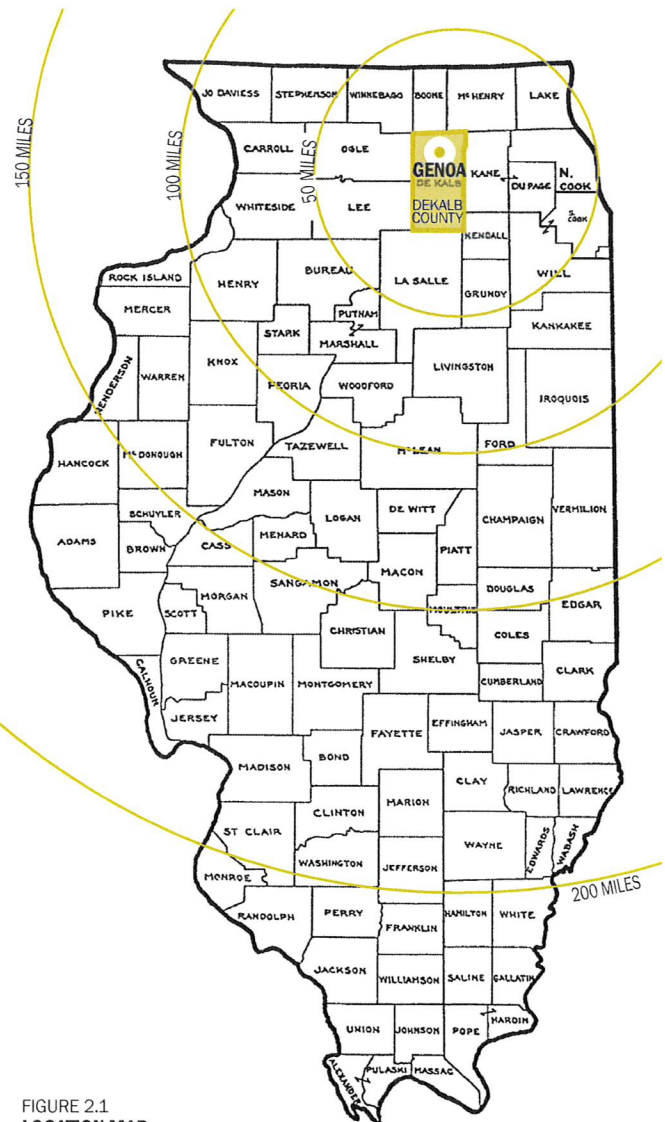 JO DAVIESS
STEPHENSON
WINNEBAGO
BOONE
McHENRY
LAKE
150 MILES
100 MILES
50 MILES
CARROLL
OGLE
GENOA
DE KALB
DEKALB
COUNTY
KANE
DU PAGE
N.
COOK
S.
COOK
WHITESIDE
LEE
KENDALL
ROCK ISLAND
HENRY
BUREAU
LA SALLE
GRUNDY
WILL
MERCER
PUTNAM
STARK
MARSHALL
KANKAKEE
HENDERSON
WARREN
KNOX
PEORIA
WOODFORD
LIVINGSTON
IROQUOIS
HANCOCK
McDONOUGH
FULTON
TAZEWELL
McLEAN
FORD
SCHUYLER
MASON
LOGAN
DE WITT
CHAMPAIGN
VERMILION
ADAMS
BROWN
CASS
MENARD
PIATT
MACON
SANGAMON
DOUGLAS
EDGAR
PIKE
SCOTT
MORGAN
MOULTRIE
CHRISTIAN
COLES
SHELBY
CALHOUN
GREENE
MACOUPIN
MONTGOMERY
CUMBERLAND
CLARK
JERSEY
FAYETTE
EFFINGHAM
JASPER
CRAWFORD
MADISON
BOND
CLAY
RICHLAND
LAWRENCE
CLINTON
MARION
ST CLAIR
WASHINGTON
JEFFERSON
WAYNE
EDWARDS
WABASH
MONROE
200 MILES
RANDOLPH
PERRY
FRANKLIN
HAMILTON
WHITE
JACKSON
WILLIAMSON
SALINE
GALLATIN
UNION
JOHNSON
POPE
HARDIN
ALEXANDER
PULASKI
MASSAC
FIGURE 2.1
LOCATION MAP